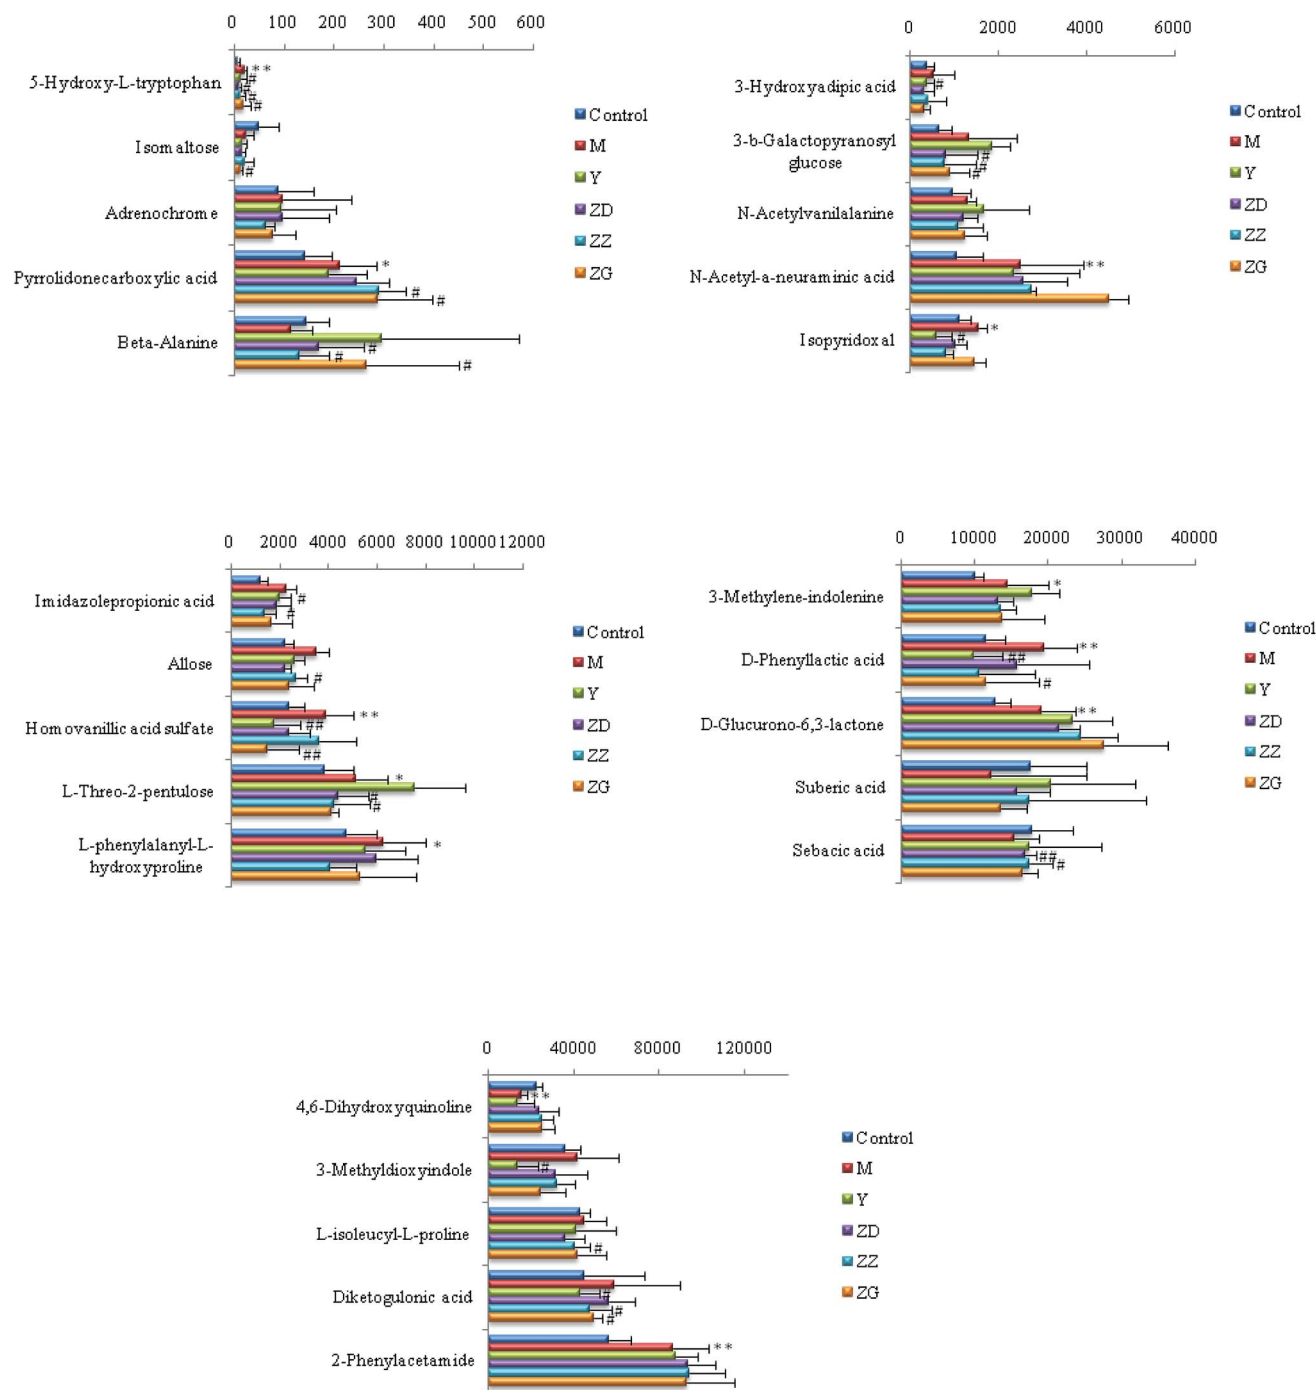 0 100 200 300 400 500 600
5-Hydroxy-L-tryptophan
**
#
#
#
#
Isomaltose
#
Adrenochrome
Pyrrolidonecarboxylic acid
*
#
#
Beta-Alanine
#
#
#
Control
M
Y
ZD
ZZ
ZG
0 2000 4000 6000
3-Hydroxyadipic acid
#
3-b-Galactopyranosyl
glucose
#
#
#
N-Acetylvanilalanine
N-Acetyl-a-neuraminic acid
**
Isopyridoxal
*
#
Control
M
Y
ZD
ZZ
ZG
0 2000 4000 6000 8000 10000 12000
Imidazolepropionic acid
#
#
Allose
#
Homovanillic acid sulfate
**
##
##
L-Threo-2-pentulose
*
#
#
L-phenylalanyl-L-
hydroxyproline
*
Control
M
Y
ZD
ZZ
ZG
0 10000 20000 30000 40000
3-Methylene-indolenine
*
D-Phenyllactic acid
**
##
#
D-Glucurono-6,3-lactone
**
Suberic acid
Sebacic acid
##
#
Control
M
Y
ZD
ZZ
ZG
0 40000 80000 120000
4,6-Dihydroxyquinoline
**
3-Methyldioxyindole
#
L-isoleucyl-L-proline
#
Diketogulonic acid
#
#
#
2-Phenylacetamide
**
Control
M
Y
ZD
ZZ
ZG